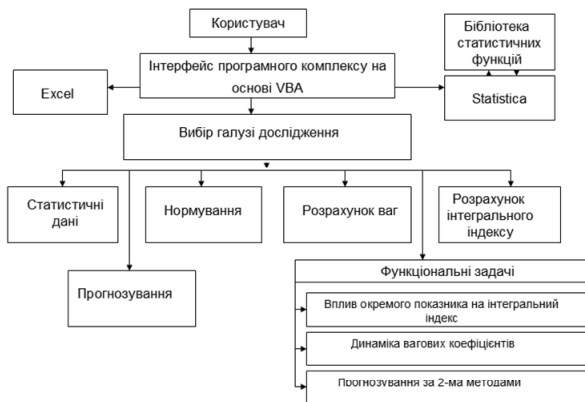 Користувач
Бібліотека
статистичних
функцій
Інтерфейс програмного комплексу на
основі VBA
Excel
Statistica
Вибір галузі дослідження
Статистичні
дані
Нормування
Розрахунок ваг
Розрахунок
інтегрального
індексу
Прогнозування
Функціональні задачі
Вплив окремого показника на інтегральний
індекс
Динаміка вагових коефіцієнтів
Прогнозування за 2-ма методами